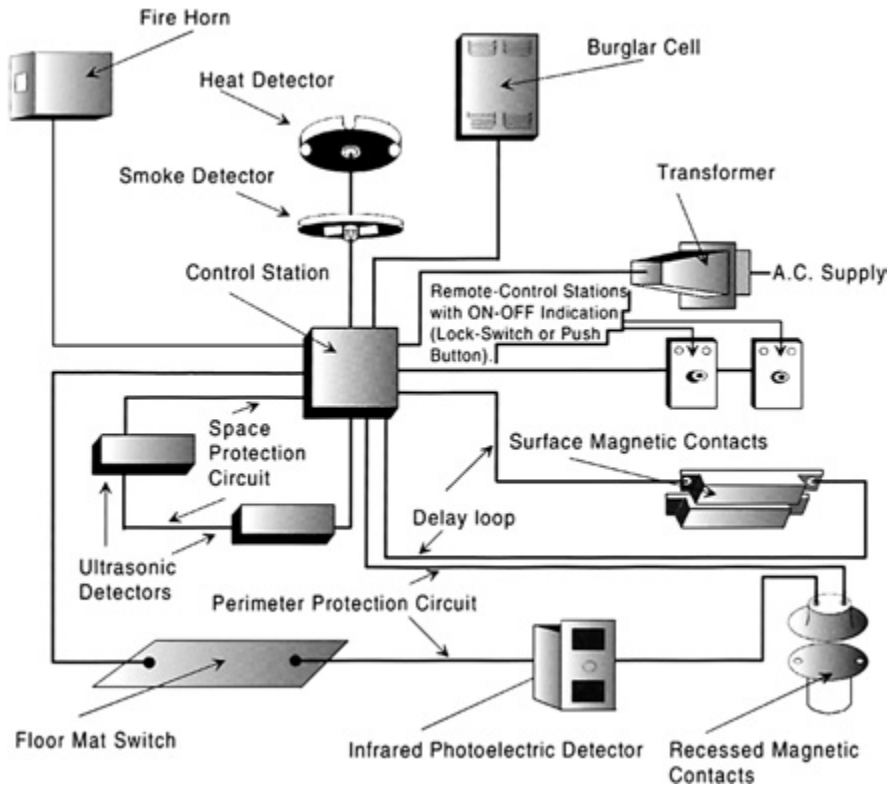 Fire Horn
Burglar Cell
Heat Detector
Smoke Detector
Transformer
Control Station
A.C. Supply
Remote-Control Stations
with ON-OFF Indication
(Lock-Switch or Push
Button).
Space
Protection
Circuit
Surface Magnetic Contacts
Delay loop
Ultrasonic
Detectors
Perimeter Protection Circuit
Floor Mat Switch
Infrared Photoelectric Detector
Recessed Magnetic
Contacts